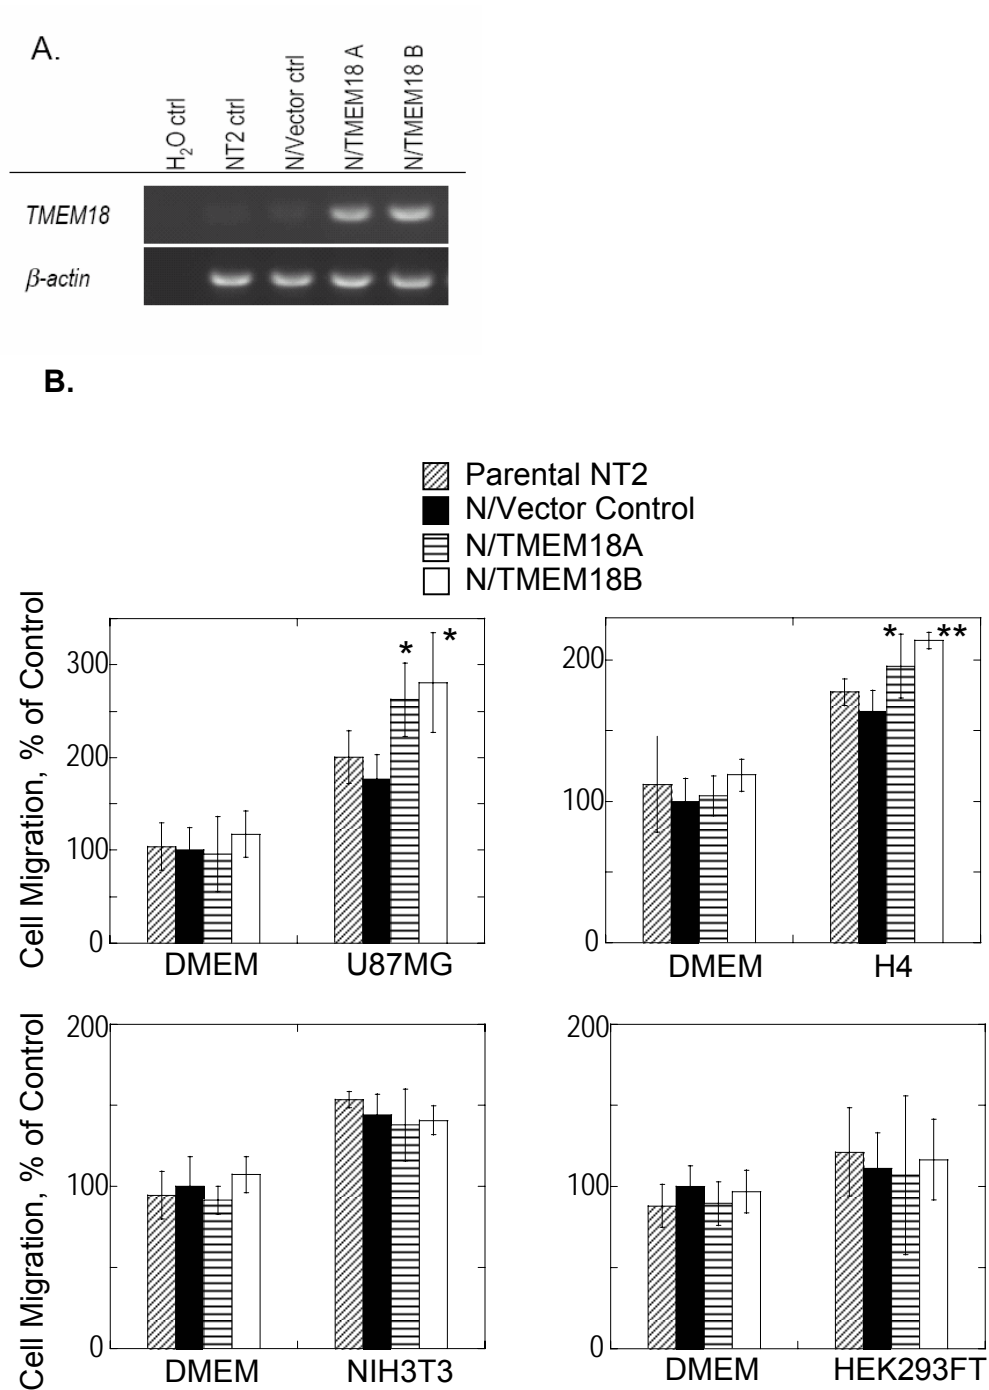 A.
H₂O ctrl
NT2 ctrl
N/Vector ctrl
N/TMEM18 A
N/TMEM18 B
TMEM18
β-actin
B.
Parental NT2
N/Vector Control
N/TMEM18A
N/TMEM18B
Cell Migration, % of Control
300
200
100
0
* *
DMEM U87MG
200
100
0
* **
DMEM H4
Cell Migration, % of Control
200
100
0
DMEM NIH3T3
200
100
0
DMEM HEK293FT